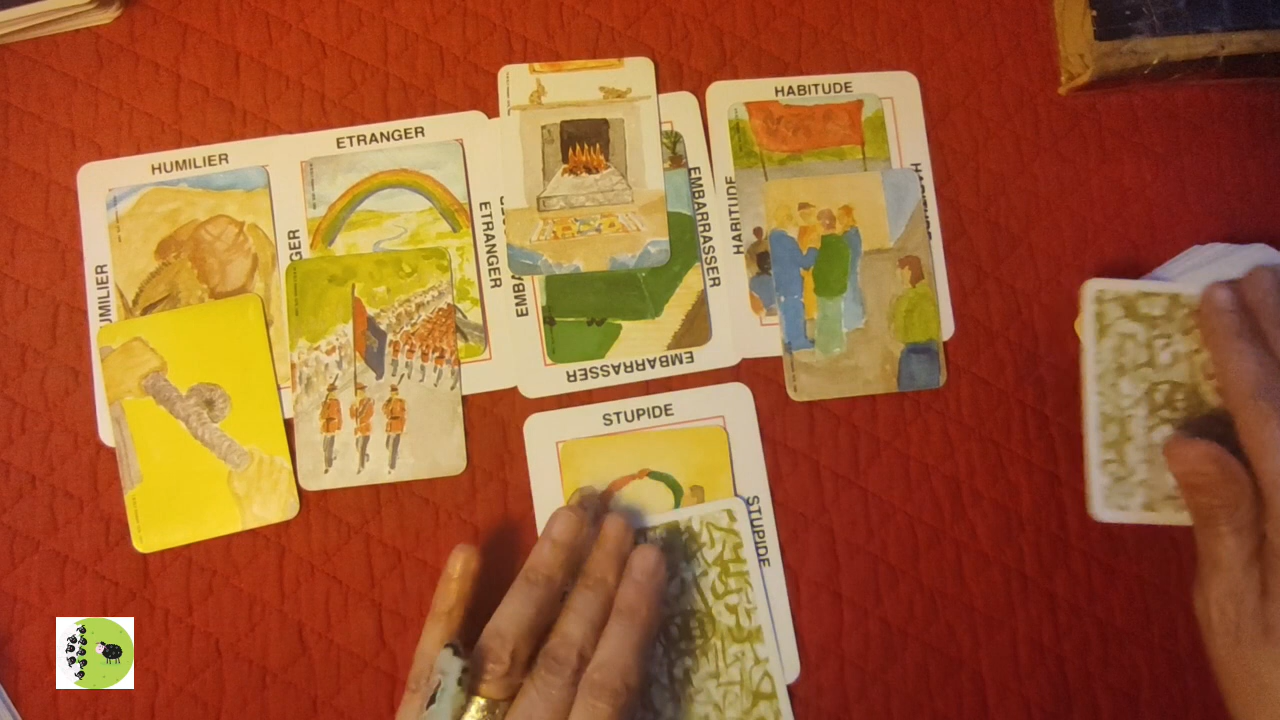 HUMILIER
HUMILIER
ETRANGER
ETRANGER
EMBARRASSER
EMBARRASSER
HABITUDE
HABITUDE
STUPIDE
STUPIDE